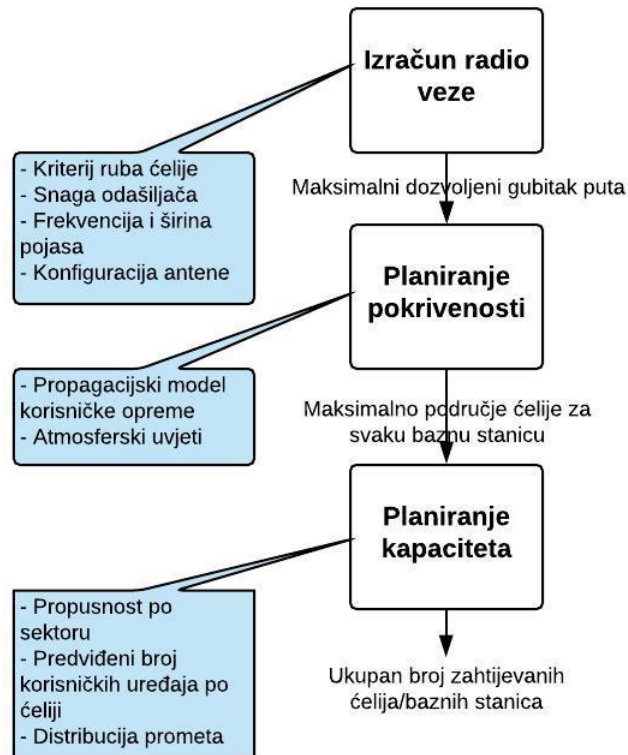 Izračun radio
veze
- Kriterij ruba ćelije
- Snaga odašiljača
- Frekvencija i širina
pojasa
- Konfiguracija antene
Maksimalni dozvoljeni gubitak puta
Planiranje
pokrivenosti
- Propagacijski model
korisničke opreme
- Atmosferski uvjeti
Maksimalno područje ćelije za
svaku baznu stanicu
Planiranje
kapaciteta
- Propusnost po
sektoru
- Predviđeni broj
korisničkih uređaja po
ćeliji
- Distribucija prometa
Ukupan broj zahtijevanih
ćelija/baznih stanica